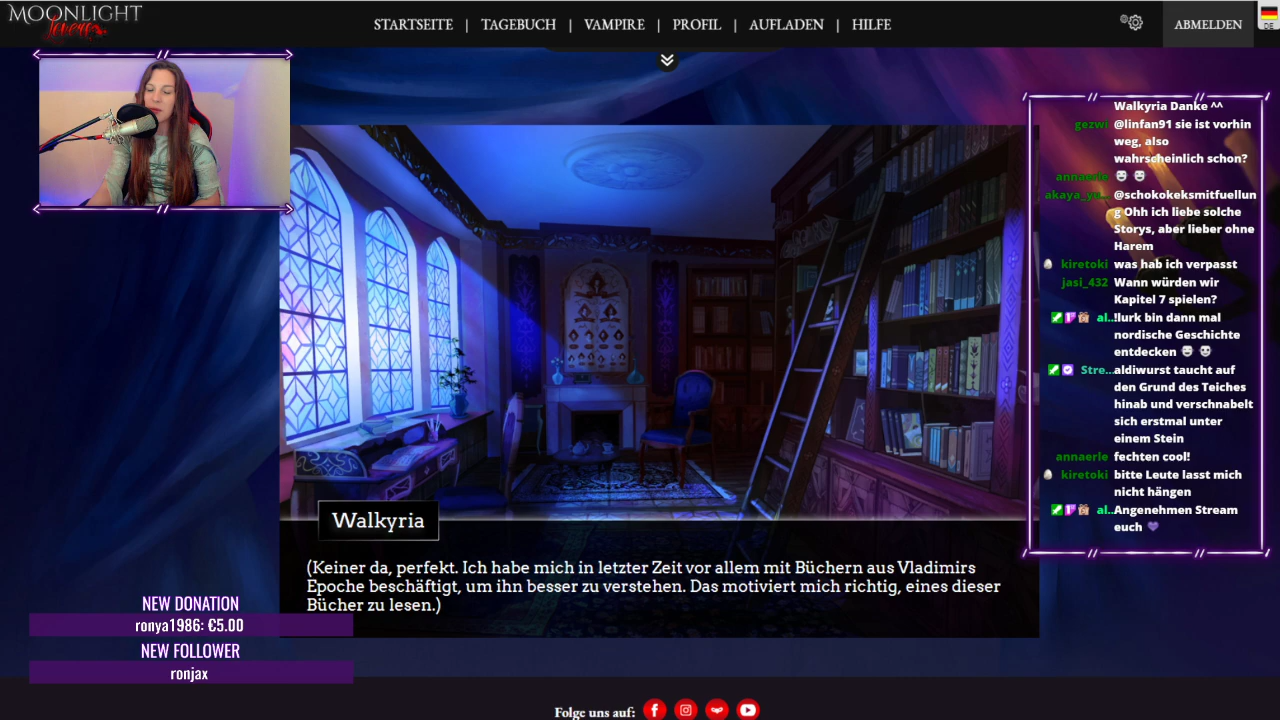 MOONLIGHT
Lovers
STARTSEITE | TAGEBUCH | VAMPIRE | PROFIL | AUFLADEN | HILFE
ABMELDEN
DE
Walkyria Danke ^^
gezwi @linfan91 sie ist vorhin
weg, also
wahrscheinlich schon?
annaerle
akaya_yu... @schokokeksmitfuellun
g Ohh ich liebe solche
Storys, aber lieber ohne
Harem
kiretoki was hab ich verpasst
jasi_432 Wann würden wir
Kapitel 7 spielen?
al... !lurk bin dann mal
nordische Geschichte
entdecken
Stre... aldiwurst taucht auf
den Grund des Teiches
hinab und verschnabelt
sich erstmal unter
einem Stein
annaerle fechten cool!
kiretoki bitte Leute lasst mich
nicht hängen
al... Angenehmen Stream
euch
Walkyria
(Keiner da, perfekt. Ich habe mich in letzter Zeit vor allem mit Büchern aus Vladimirs
Epoche beschäftigt, um ihn besser zu verstehen. Das motiviert mich richtig, eines dieser
Bücher zu lesen.)
NEW DONATION
ronya1986: €5.00
NEW FOLLOWER
ronjax
Folge uns auf: